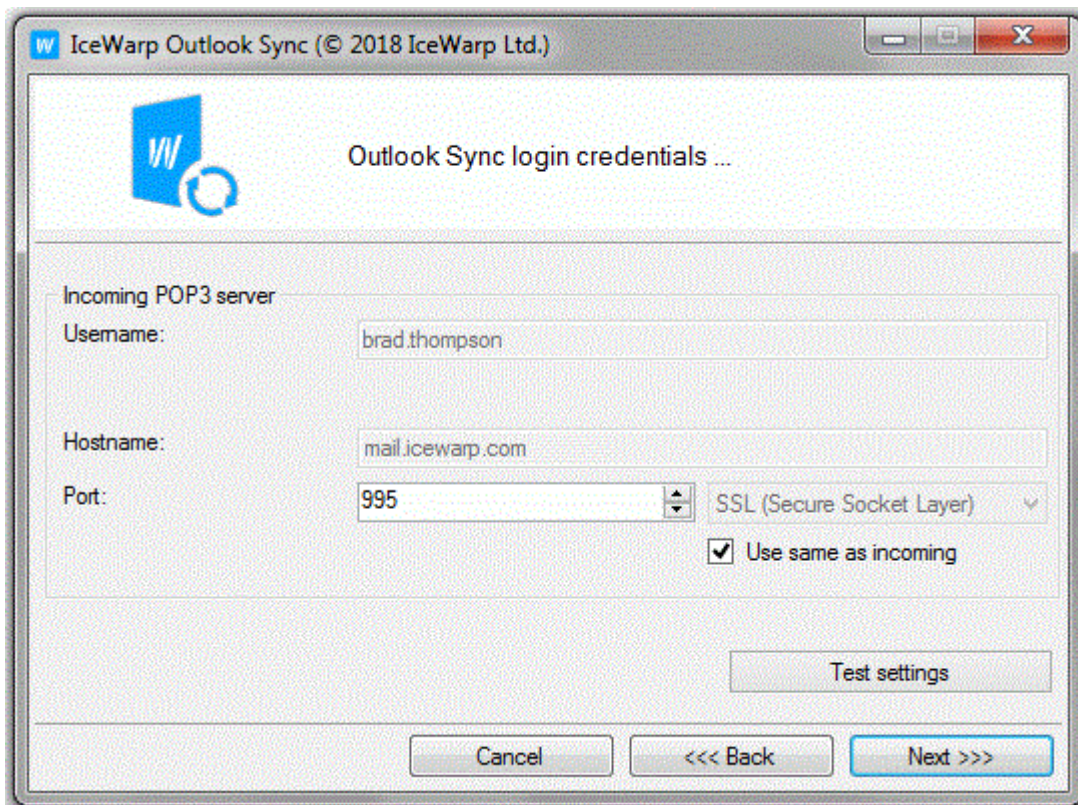 IceWarp Outlook Sync (© 2018 IceWarp Ltd.)
Outlook Sync login credentials ...
Incoming POP3 server
Username: brad.thompson
Hostname: mail.icewarp.com
Port: 995 SSL (Secure Socket Layer)
Use same as incoming
Test settings
Cancel <<< Back Next >>>